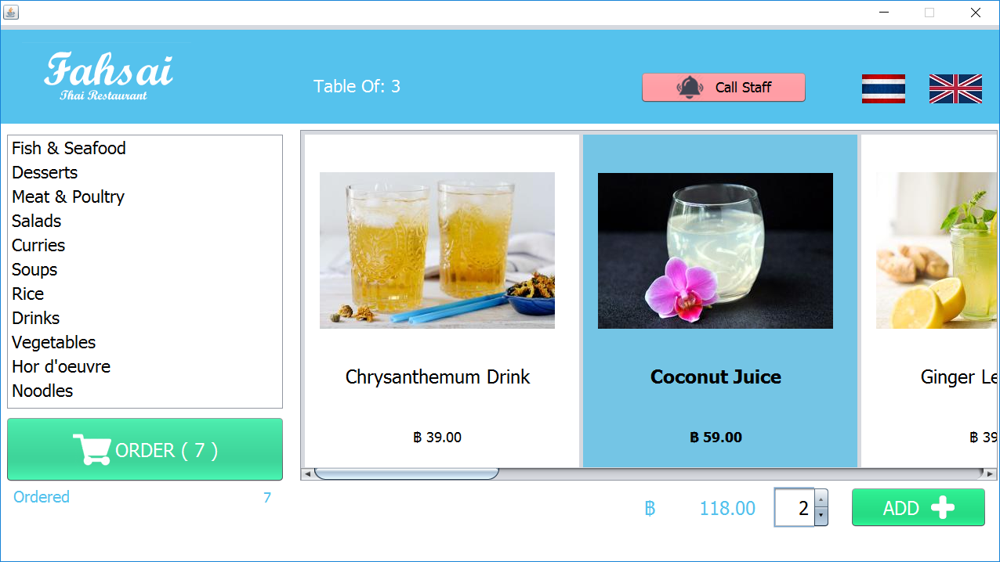 Fahsai
Thai Restaurant
Table Of: 3
Call Staff
Fish & Seafood
Desserts
Meat & Poultry
Salads
Curries
Soups
Rice
Drinks
Vegetables
Hor d'oeuvre
Noodles
ORDER ( 7 )
Ordered 7
Chrysanthemum Drink
฿ 39.00
Coconut Juice
฿ 59.00
Ginger Le
฿ 39
฿ 118.00
2
ADD